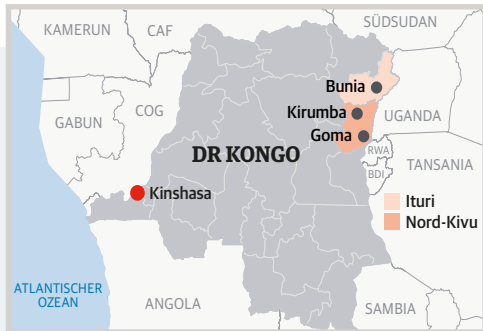 KAMERUN
CAF
SÜDSUDAN
Bunia
COG
Kirumba
UGANDA
GABUN
Goma
DR KONGO
RWA
BDI
TANSANIA
Kinshasa
Ituri
Nord-Kivu
ATLANTISCHER
OZEAN
ANGOLA
SAMBIA